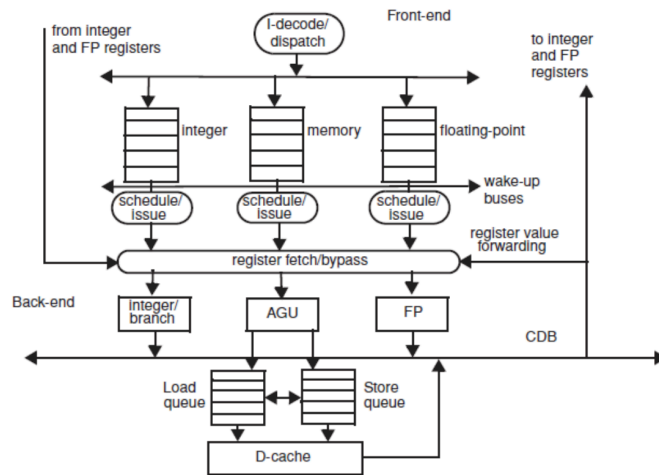 I-decode/
dispatch
Front-end
from integer
and FP registers
to integer
and FP
registers
integer
memory
floating-point
wake-up
buses
schedule/
issue
schedule/
issue
schedule/
issue
register value
forwarding
register fetch/bypass
Back-end
integer/
branch
AGU
FP
CDB
Load
queue
Store
queue
D-cache